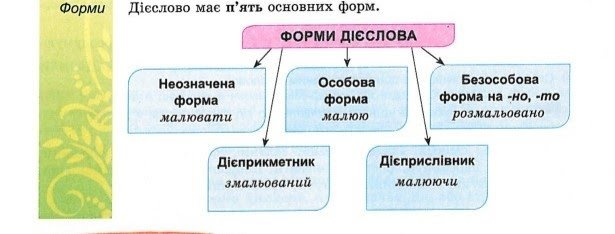 Форми
Дієслово має п'ять основних форм.
ФОРМИ ДІЄСЛОВА
Неозначена
форма
малювати
Особова
форма
малюю
Безособова
форма на -но, -то
розмальовано
Дієприкметник
змальований
Дієприслівник
малюючи